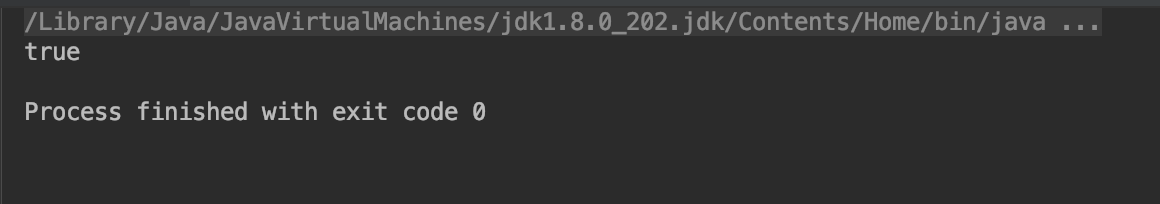 /Library/Java/JavaVirtualMachines/jdk1.8.0_202.jdk/Contents/Home/bin/java ...
true
Process finished with exit code 0